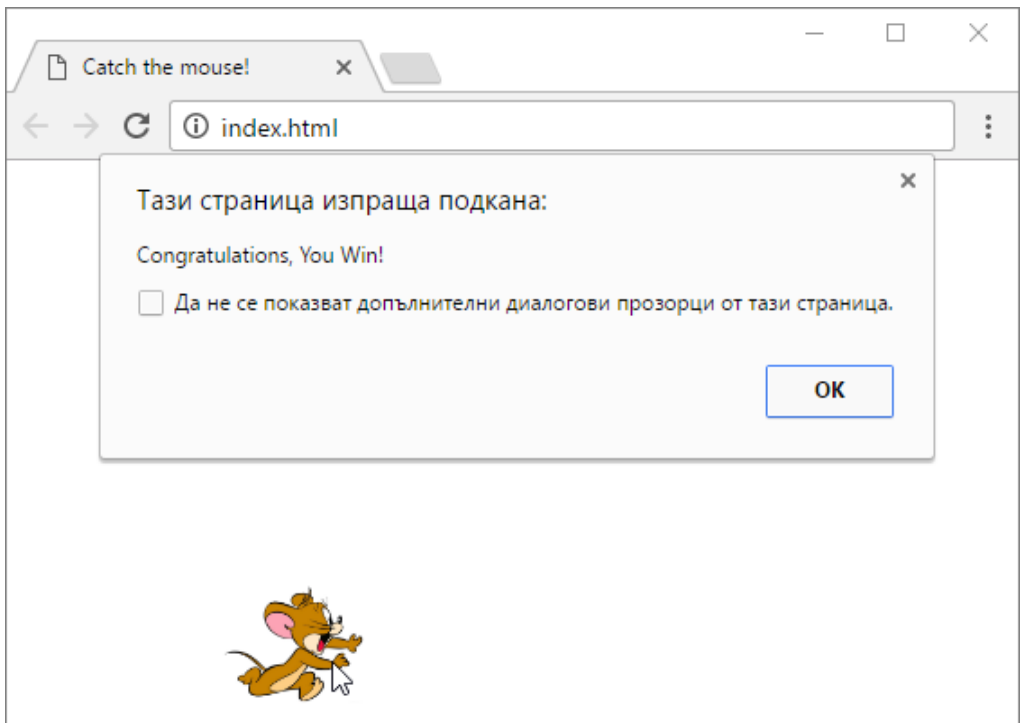 Catch the mouse!
index.html
Тази страница изпраща подкана:
Congratulations, You Win!
Да не се показват допълнителни диалогови прозорци от тази страница.
OK